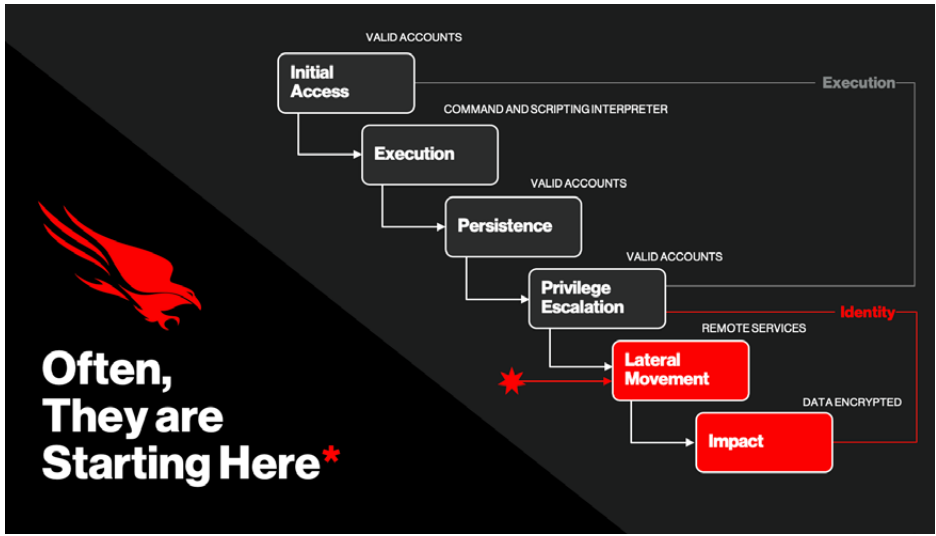 VALID ACCOUNTS
Initial
Access
Execution
COMMAND AND SCRIPTING INTERPRETER
Execution
VALID ACCOUNTS
Persistence
VALID ACCOUNTS
Privilege
Escalation
Identity
REMOTE SERVICES
Lateral
Movement
DATA ENCRYPTED
Impact
Often,
They are
Starting Here*